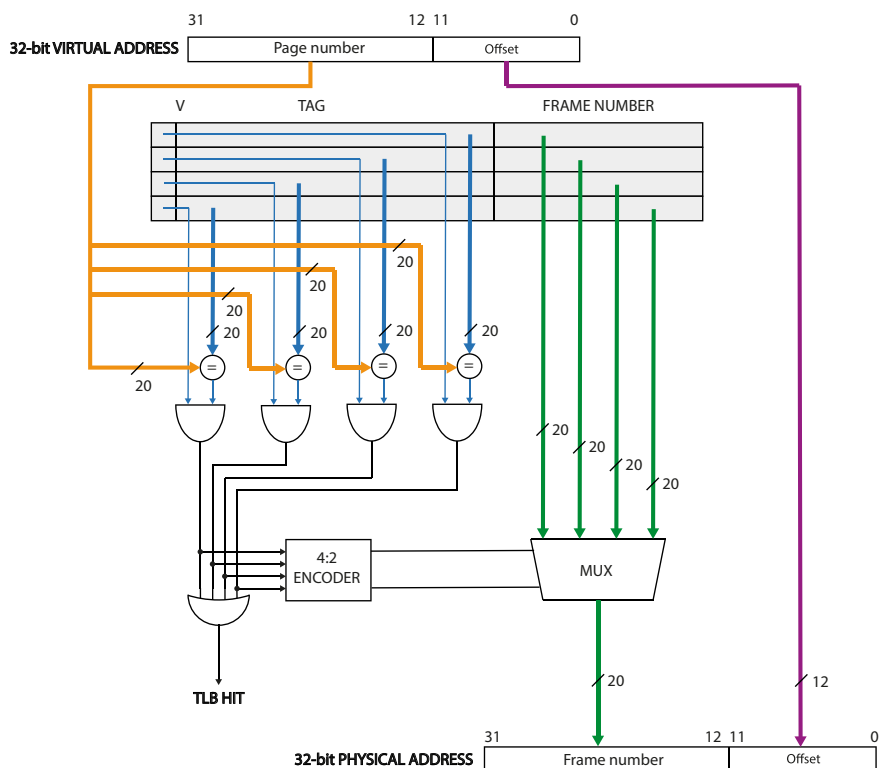 31 12 11 0
32-bit VIRTUAL ADDRESS Page number Offset
V TAG FRAME NUMBER
20
20
20
20 20 20 20
= = = =
20
20
20
20
20
4:2
ENCODER
MUX
TLB HIT
20 12
31 12 11 0
32-bit PHYSICAL ADDRESS Frame number Offset